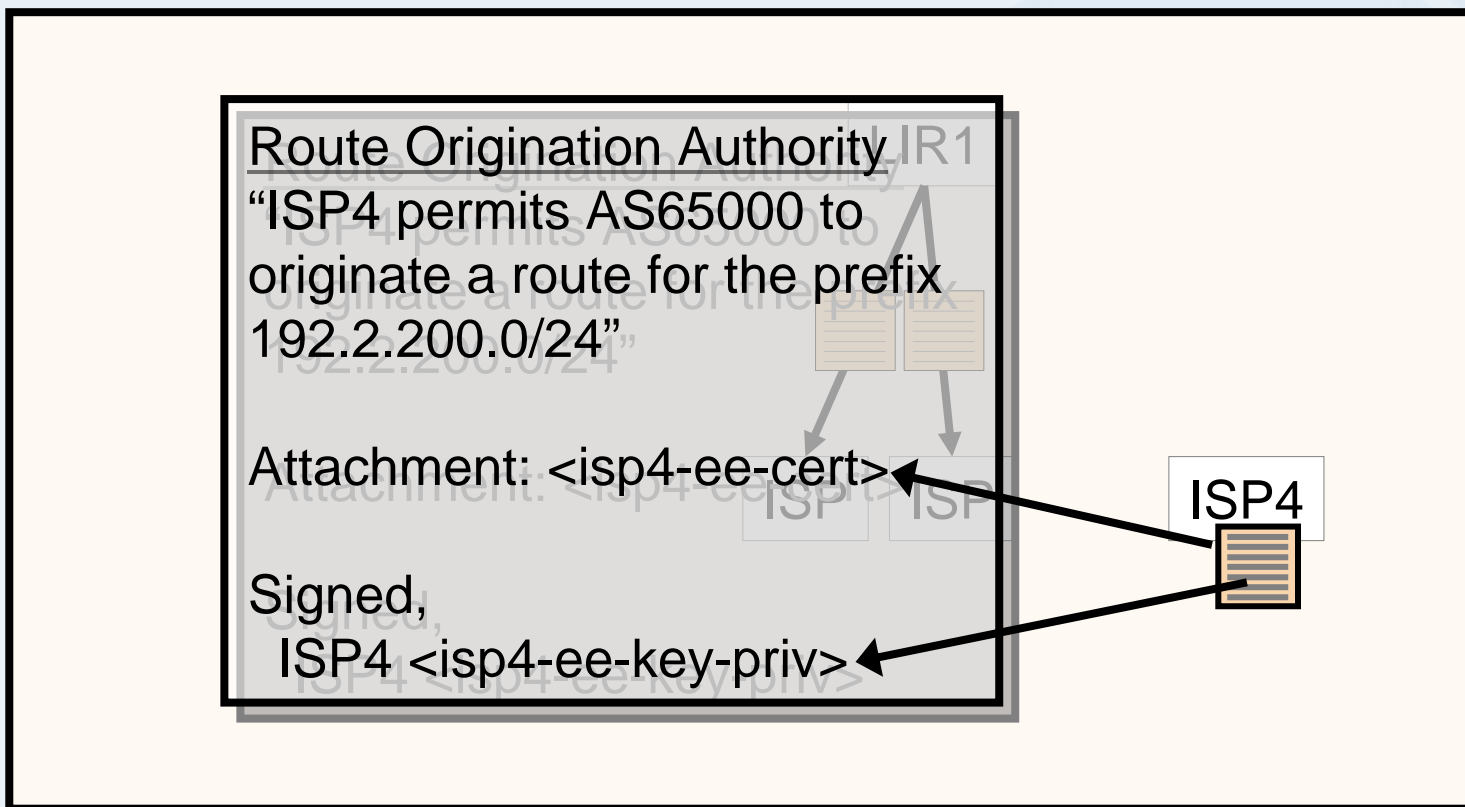 Route Origination Authority
“ISP4 permits AS65000 to
originate a route for the prefix
192.2.200.0/24”
Attachment: <isp4-ee-cert>
Signed,
ISP4 <isp4-ee-key-priv>
LIR1
ISP
ISP
ISP4